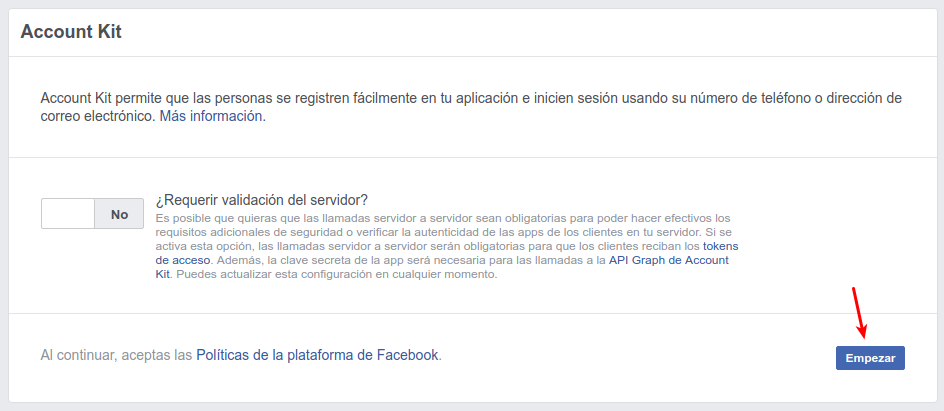 Account Kit
Account Kit permite que las personas se registren fácilmente en tu aplicación e inicien sesión usando su número de teléfono o dirección de
correo electrónico. Más información.
No
¿Requerir validación del servidor?
Es posible que quieras que las llamadas servidor a servidor sean obligatorias para poder hacer efectivos los
requisitos adicionales de seguridad o verificar la autenticidad de las apps de los clientes en tu servidor. Si se
activa esta opción, las llamadas servidor a servidor serán obligatorias para que los clientes reciban los tokens
de acceso. Además, la clave secreta de la app será necesaria para las llamadas a la API Graph de Account
Kit. Puedes actualizar esta configuración en cualquier momento.
Al continuar, aceptas las Políticas de la plataforma de Facebook.
Empezar